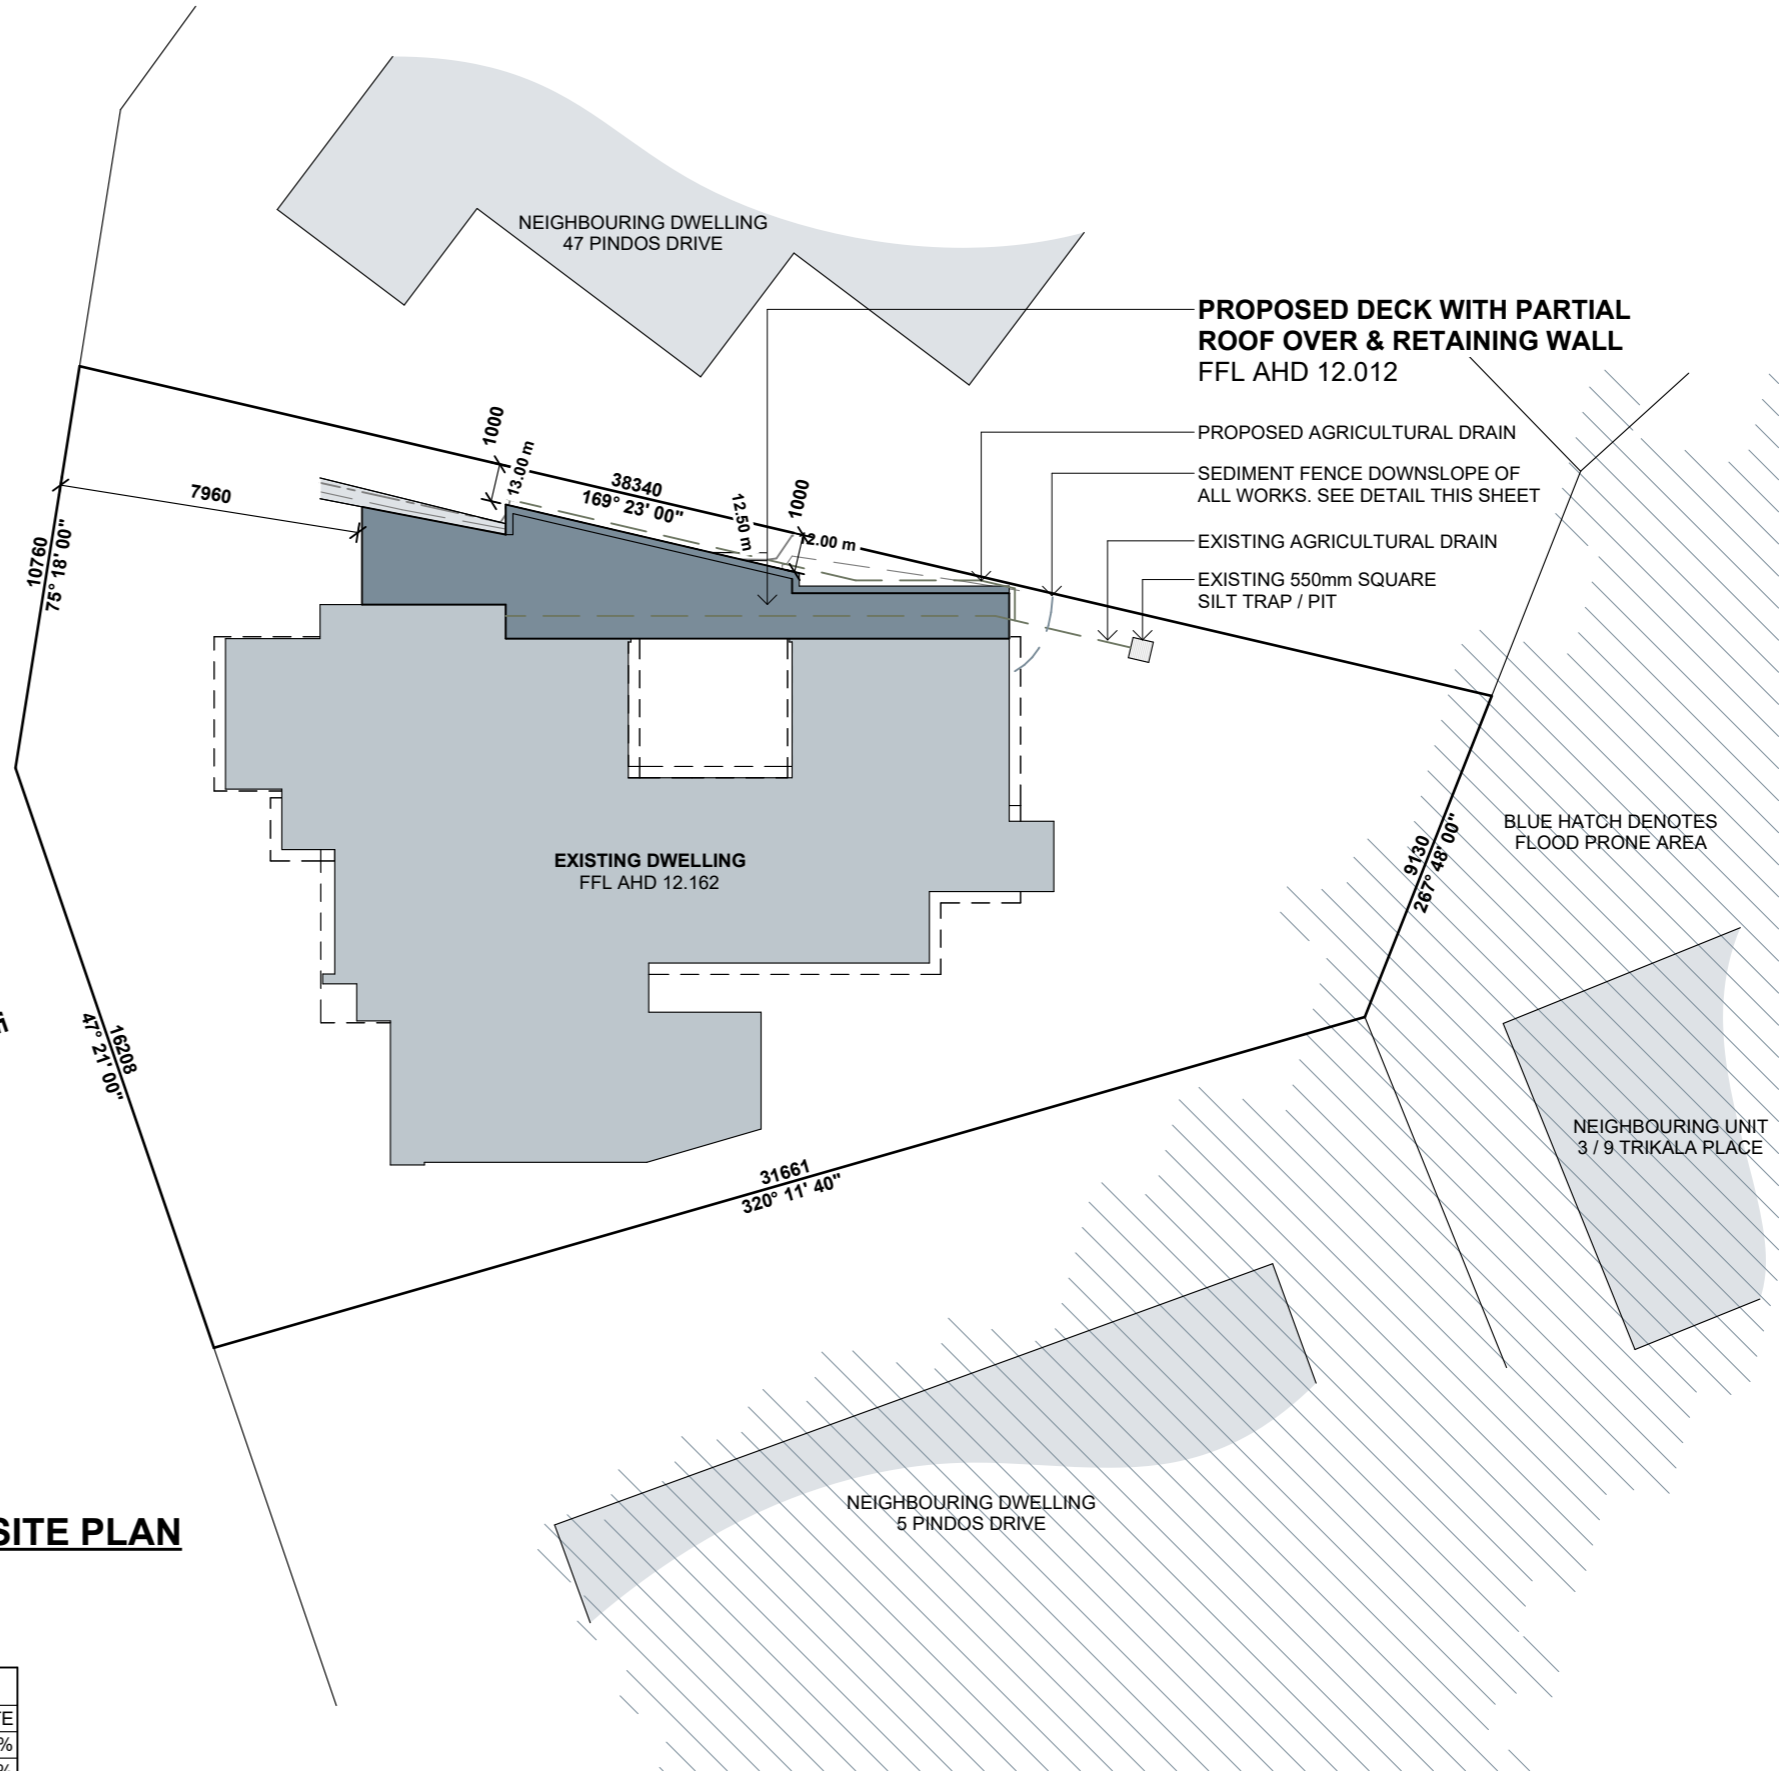 NEIGHBOURING DWELLING
47 PINDOS DRIVE
PROPOSED DECK WITH PARTIAL
ROOF OVER & RETAINING WALL
FFL AHD 12.012
PROPOSED AGRICULTURAL DRAIN
SEDIMENT FENCE DOWNSLOPE OF
ALL WORKS. SEE DETAIL THIS SHEET
EXISTING AGRICULTURAL DRAIN
EXISTING 550mm SQUARE
SILT TRAP / PIT
1000
13.00 m
38340
169° 23' 00"
12.50 m
1000
12.00 m
7960
10760
75° 18' 00"
EXISTING DWELLING
FFL AHD 12.162
BLUE HATCH DENOTES
FLOOD PRONE AREA
9130
267° 48' 00"
16208
47° 21' 00"
31661
320° 11' 40"
NEIGHBOURING UNIT
3 / 9 TRIKALA PLACE
NEIGHBOURING DWELLING
5 PINDOS DRIVE
SITE PLAN
TE
%
%